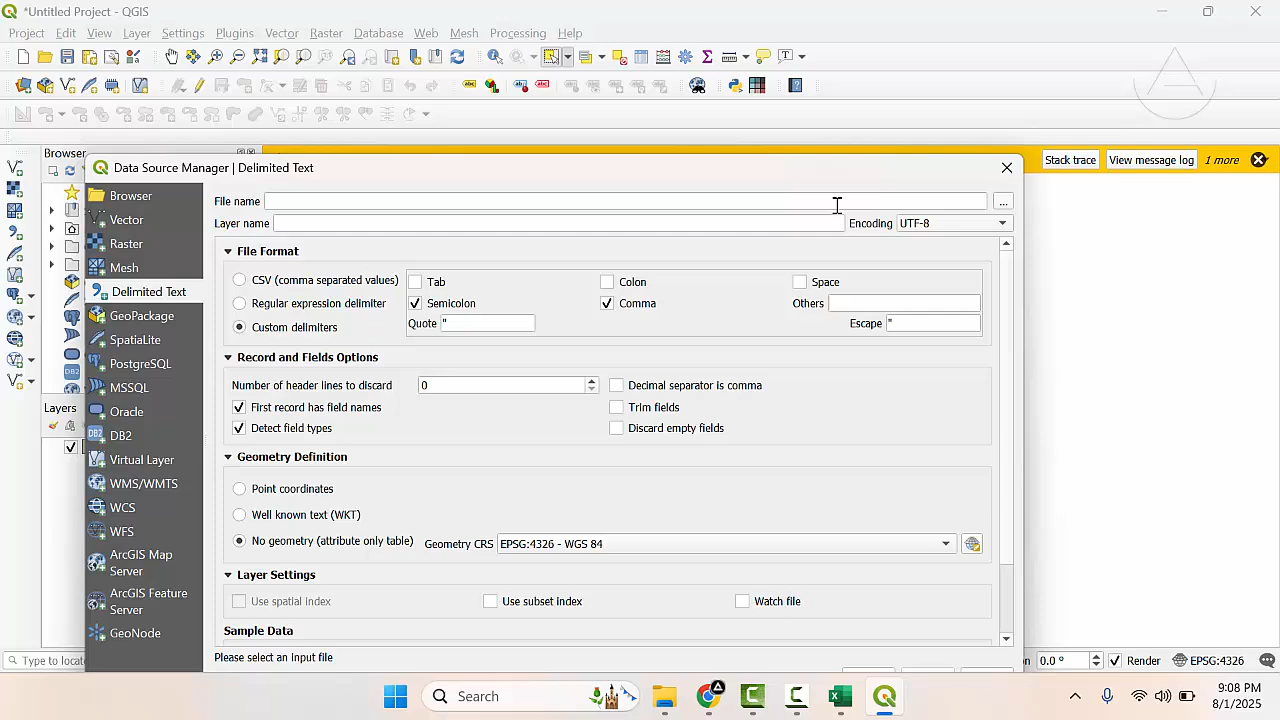 *Untitled Project - QGIS
Project Edit View Layer Settings Plugins Vector Raster Database Web Mesh Processing Help
Browser
Stack trace View message log 1 more
Data Source Manager | Delimited Text
Browser
Vector
Raster
Mesh
Delimited Text
GeoPackage
SpatiaLite
PostgreSQL
MSSQL
Oracle
DB2
Virtual Layer
WMS/WMTS
WCS
WFS
ArcGIS Map
Server
ArcGIS Feature
Server
GeoNode
File name ...
Layer name Encoding UTF-8
File Format
CSV (comma separated values) Tab Colon Space
Regular expression delimiter Semicolon Comma Others
Custom delimiters Quote " Escape "
Record and Fields Options
Number of header lines to discard 0 Decimal separator is comma
First record has field names Trim fields
Detect field types Discard empty fields
Geometry Definition
Point coordinates
Well known text (WKT)
No geometry (attribute only table) Geometry CRS EPSG:4326 - WGS 84
Layer Settings
Use spatial index Use subset index Watch file
Sample Data
Please select an input file
Layers
Type to locat
0.0 ° Render EPSG:4326
Search
9:08 PM
8/1/2025